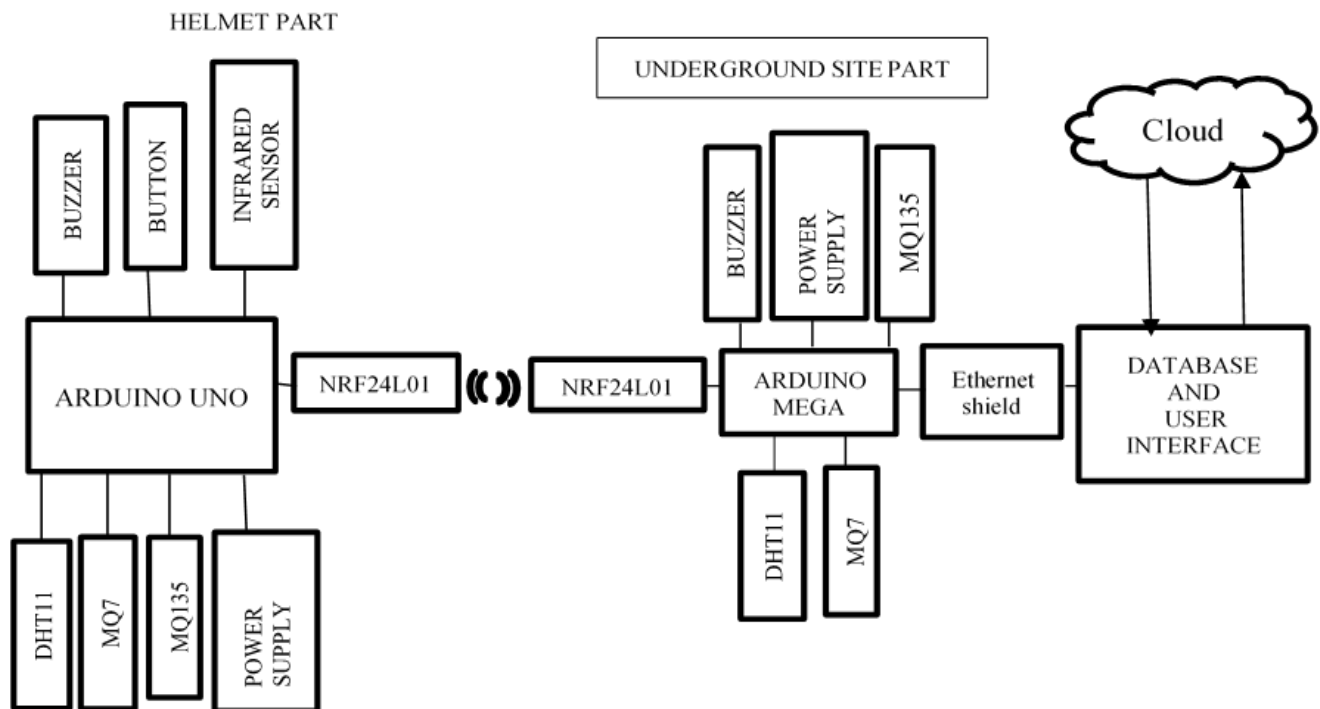 HELMET PART
UNDERGROUND SITE PART
BUZZER
BUTTON
INFRARED
SENSOR
BUZZER
POWER
SUPPLY
MQ135
Cloud
ARDUINO UNO
NRF24L01
NRF24L01
ARDUINO
MEGA
Ethernet
shield
DATABASE
AND
USER
INTERFACE
DHT11
MQ7
MQ135
POWER
SUPPLY
DHT11
MQ7